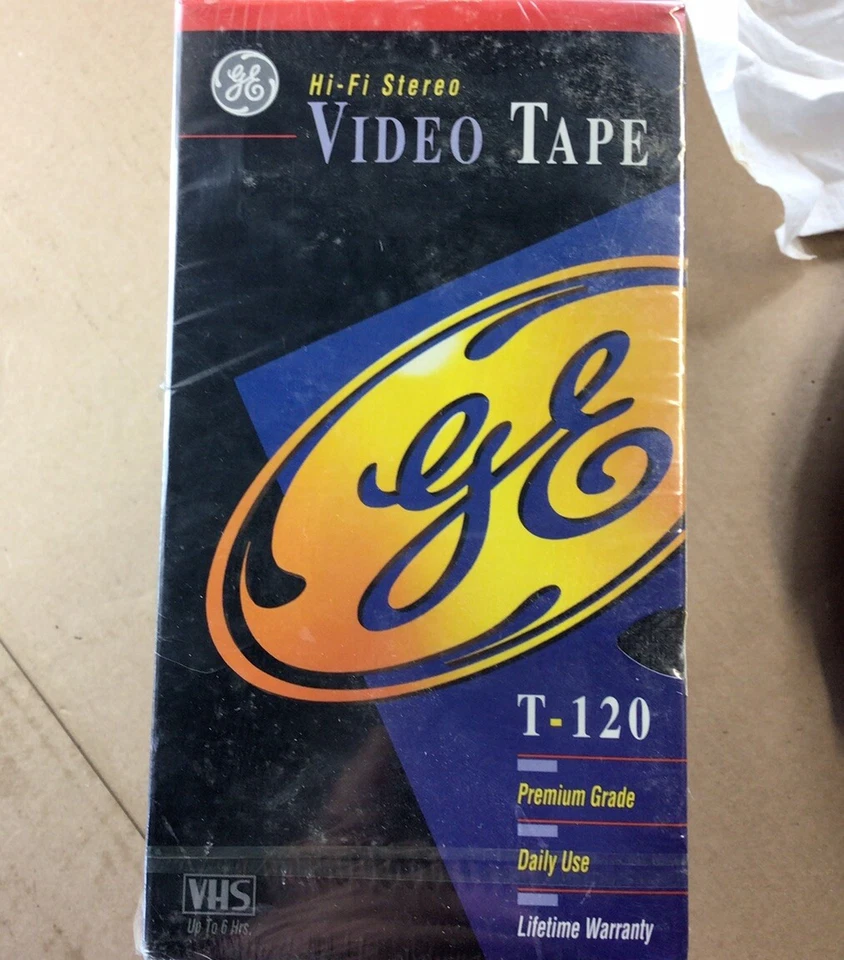 GE
Hi-Fi Stereo
VIDEO TAPE
GE
T-120
Premium Grade
Daily Use
Lifetime Warranty
VHS
Up To 6 Hrs.